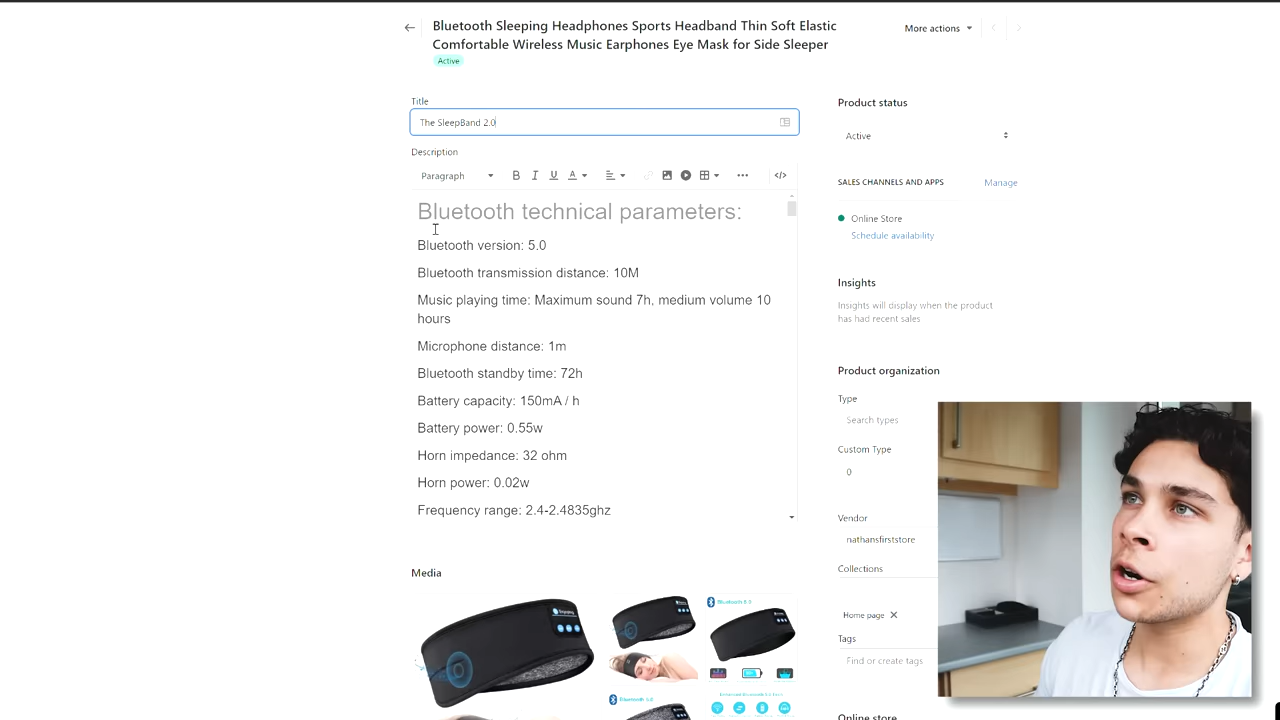 Bluetooth Sleeping Headphones Sports Headband Thin Soft Elastic
Comfortable Wireless Music Earphones Eye Mask for Side Sleeper
More actions
Active
Title
The SleepBand 2.0
Description
Paragraph
B I U A
Bluetooth technical parameters:
Bluetooth version: 5.0
Bluetooth transmission distance: 10M
Music playing time: Maximum sound 7h, medium volume 10
hours
Microphone distance: 1m
Bluetooth standby time: 72h
Battery capacity: 150mA / h
Battery power: 0.55w
Horn impedance: 32 ohm
Horn power: 0.02w
Frequency range: 2.4-2.4835ghz
Media
Bluetooth 5.0
Product status
Active
SALES CHANNELS AND APPS
Manage
Online Store
Schedule availability
Insights
Insights will display when the product
has had recent sales
Product organization
Type
Search types
Custom Type
0
Vendor
nathansfirststore
Collections
Home page
Tags
Find or create tags
Online store